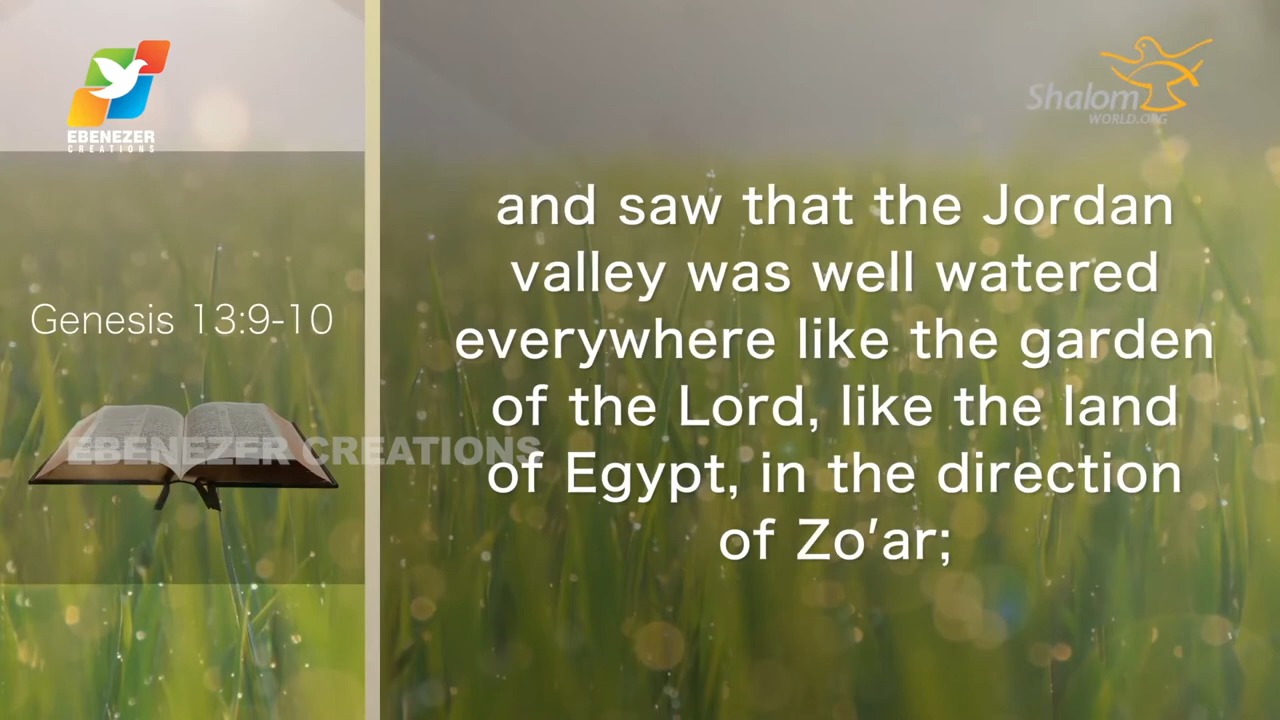 EBENEZER
CREATIONS
Shalom
WORLD.ORG
Genesis 13:9-10
and saw that the Jordan
valley was well watered
everywhere like the garden
of the Lord, like the land
of Egypt, in the direction
of Zo′ar;
EBENEZER CREATIONS